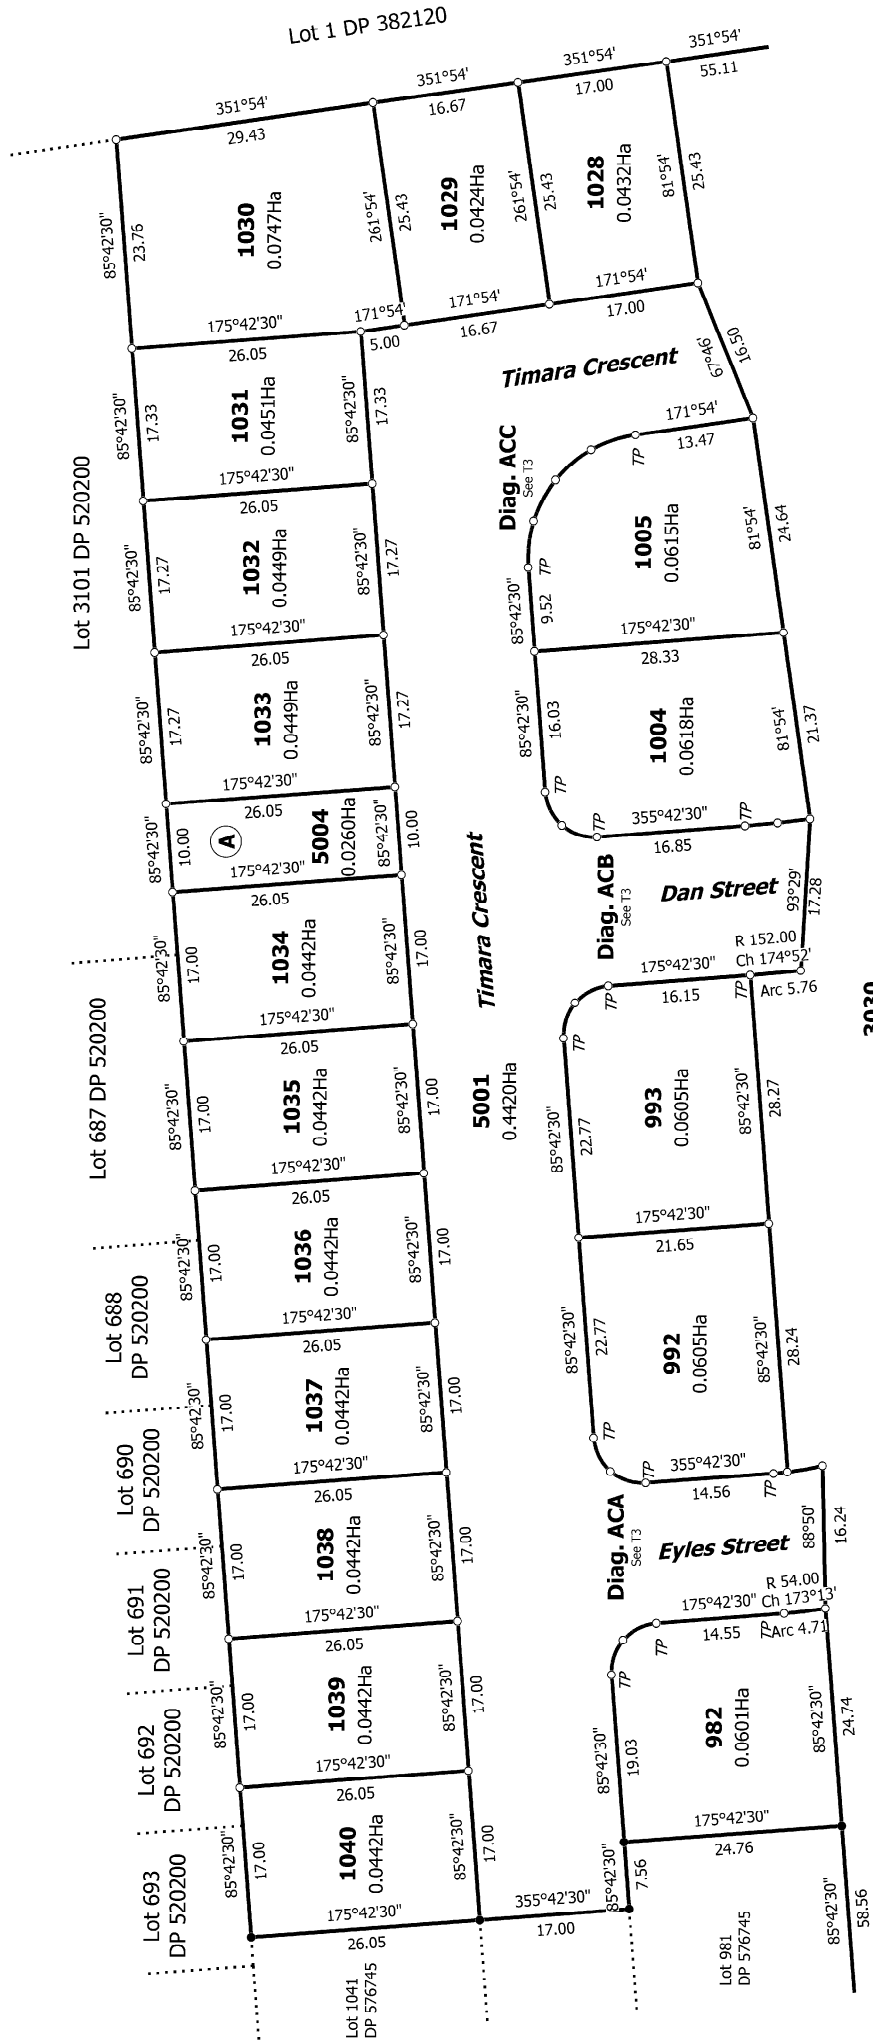 Lot 1 DP 382120
351°54'
29.43
351°54'
16.67
351°54'
17.00
351°54'
55.11
85°42'30"
23.76
1030
0.0747Ha
261°54'
25.43
1029
0.0424Ha
261°54'
25.43
1028
0.0432Ha
81°54'
25.43
175°42'30"
26.05
171°54'
5.00
171°54'
16.67
171°54'
17.00
67°46'
16.50
Lot 3101 DP 520200
85°42'30"
17.33
1031
0.0451Ha
85°42'30"
17.33
Timara Crescent
175°42'30"
26.05
Diag. ACC
See T3
TP
171°54'
13.47
85°42'30"
17.27
1032
0.0449Ha
85°42'30"
17.27
85°42'30"
9.52
TP
1005
0.0615Ha
81°54'
24.64
175°42'30"
26.05
175°42'30"
28.33
85°42'30"
17.27
1033
0.0449Ha
85°42'30"
17.27
85°42'30"
16.03
TP
1004
0.0618Ha
81°54'
21.37
175°42'30"
26.05
85°42'30"
10.00
A
5004
0.0260Ha
85°42'30"
10.00
TP
355°42'30"
16.85
TP
175°42'30"
26.05
Timara Crescent
Diag. ACB
See T3
Dan Street
93°29'
17.28
85°42'30"
17.00
1034
0.0442Ha
85°42'30"
17.00
R 152.00
Ch 174°52'
Arc 5.76
175°42'30"
16.15
TP
TP
TP
175°42'30"
26.05
3030
Lot 687 DP 520200
85°42'30"
17.00
1035
0.0442Ha
85°42'30"
17.00
5001
0.4420Ha
85°42'30"
22.77
993
0.0605Ha
85°42'30"
28.27
175°42'30"
26.05
175°42'30"
21.65
85°42'30"
17.00
1036
0.0442Ha
85°42'30"
17.00
Lot 688
DP 520200
175°42'30"
26.05
85°42'30"
22.77
992
0.0605Ha
85°42'30"
28.24
85°42'30"
17.00
1037
0.0442Ha
85°42'30"
17.00
TP
TP
355°42'30"
14.56
TP
Lot 690
DP 520200
175°42'30"
26.05
85°42'30"
17.00
1038
0.0442Ha
85°42'30"
17.00
Diag. ACA
See T3
Eyles Street
88°50'
16.24
Lot 691
DP 520200
175°42'30"
26.05
R 54.00
Ch 173°13'
Arc 4.71
175°42'30"
14.55
TP
TP
TP
85°42'30"
17.00
1039
0.0442Ha
85°42'30"
17.00
85°42'30"
19.03
982
0.0601Ha
85°42'30"
24.74
Lot 692
DP 520200
175°42'30"
26.05
175°42'30"
24.76
85°42'30"
17.00
1040
0.0442Ha
85°42'30"
17.00
85°42'30"
7.56
Lot 693
DP 520200
175°42'30"
26.05
355°42'30"
17.00
85°42'30"
58.56
Lot 981
DP 576745
Lot 1041
DP 576745